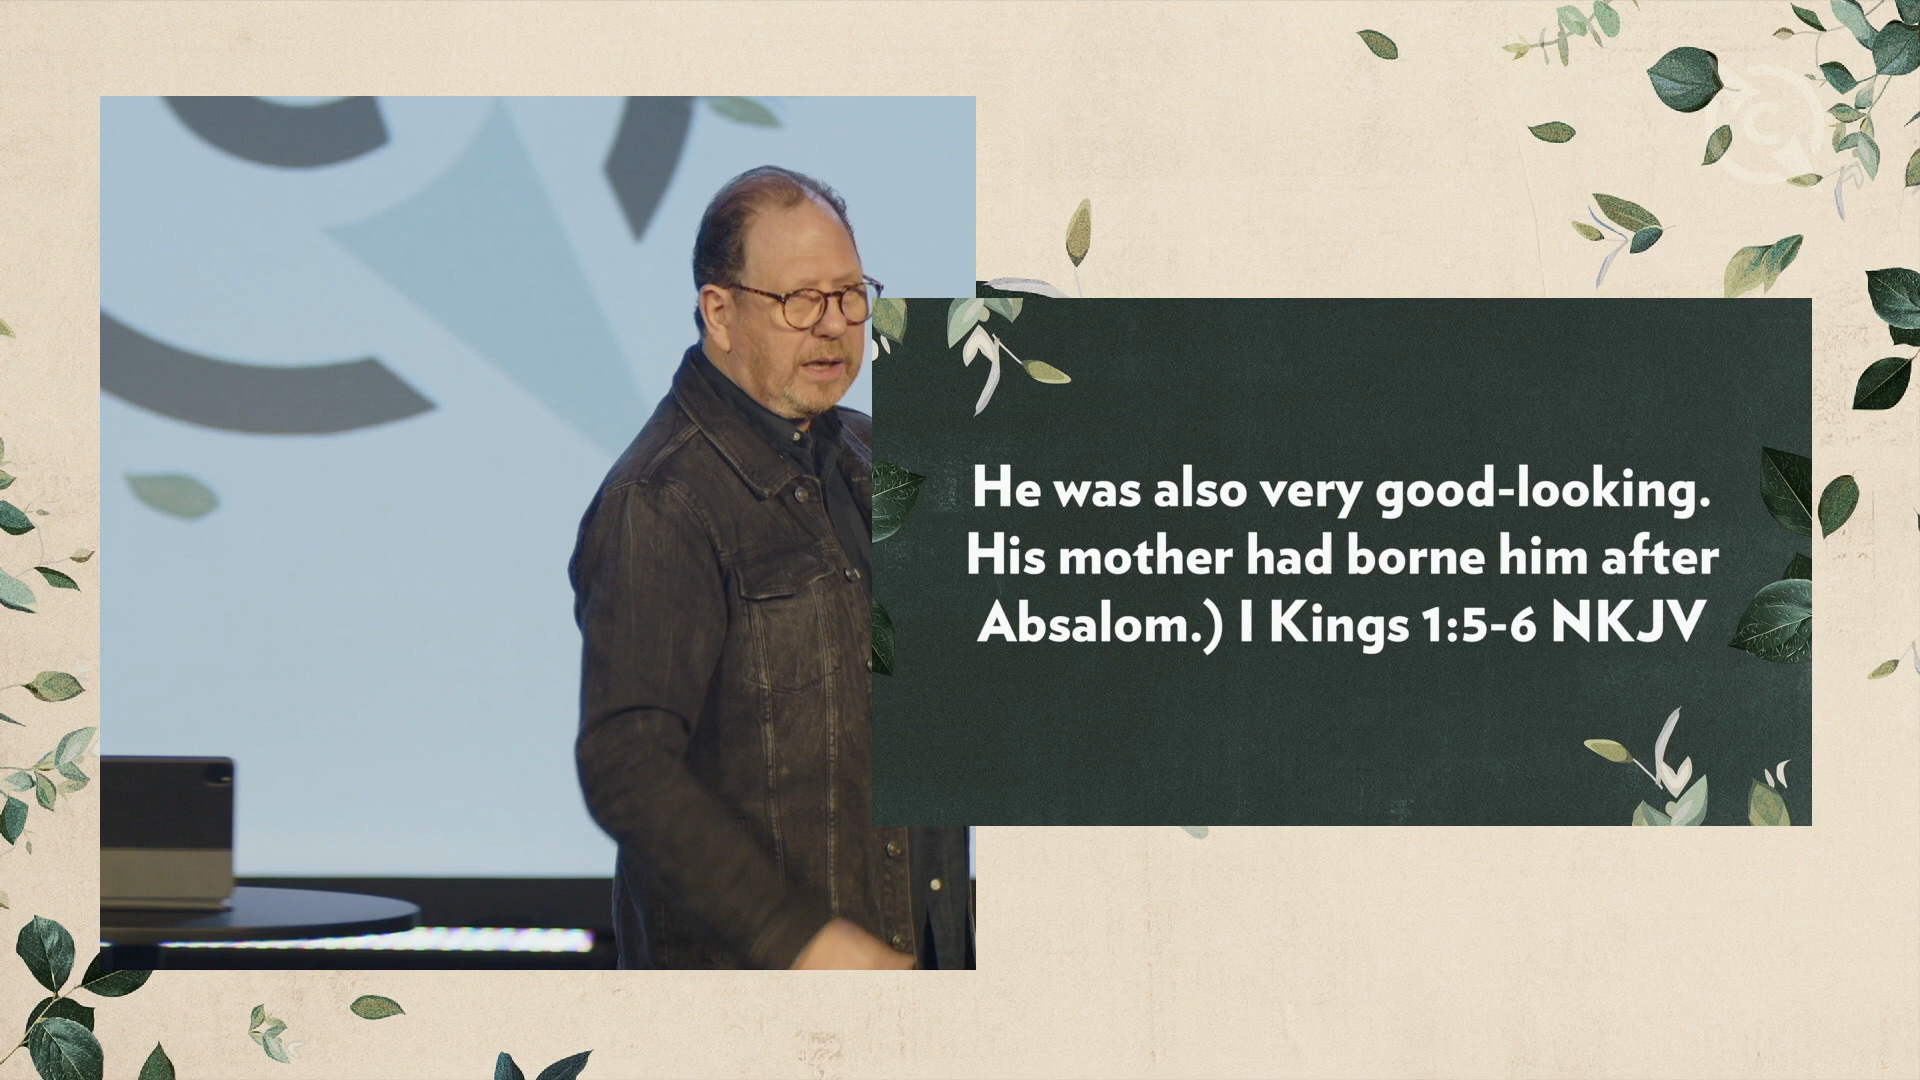 He was also very good-looking.
His mother had borne him after
Absalom.) I Kings 1:5-6 NKJV